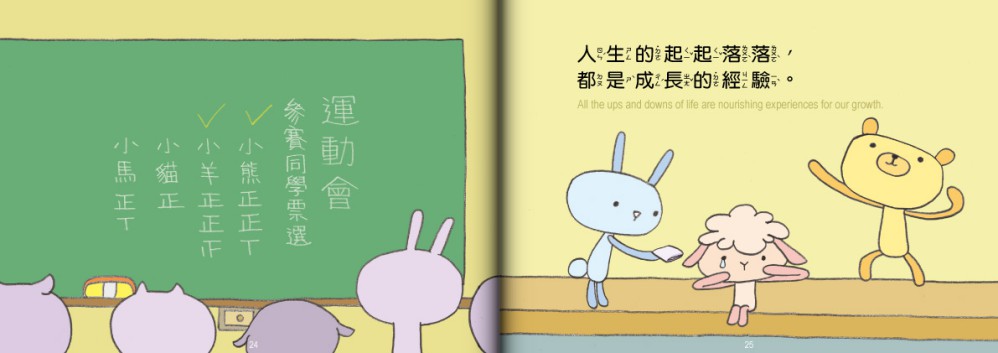 運動會
參賽同學票選
小熊正正丅
小羊正正
小貓正
小馬正丅
24
人生的起起落落，
都是成長的經驗。
All the ups and downs of life are nourishing experiences for our growth.
25